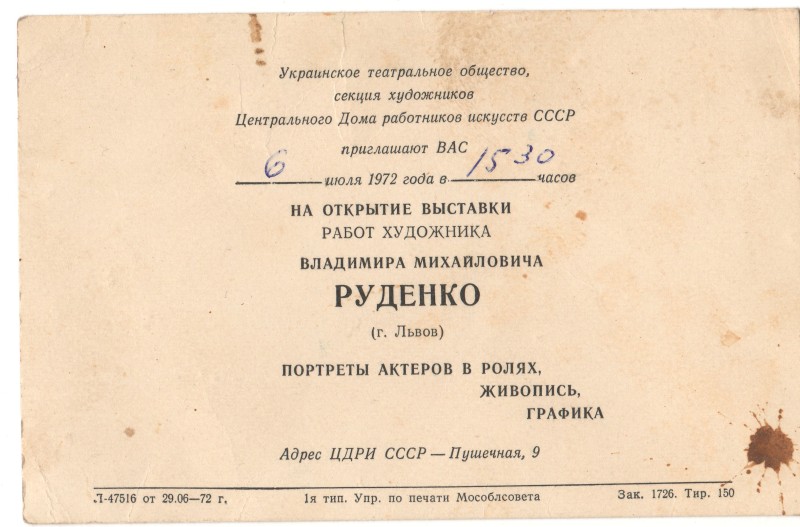 Украинское театральное общество,
секция художников
Центрального Дома работников искусств СССР
приглашают ВАС
6 июля 1972 года в 15 30 часов
НА ОТКРЫТИЕ ВЫСТАВКИ
РАБОТ ХУДОЖНИКА
ВЛАДИМИРА МИХАЙЛОВИЧА
РУДЕНКО
(г. Львов)
ПОРТРЕТЫ АКТЕРОВ В РОЛЯХ,
ЖИВОПИСЬ,
ГРАФИКА
Адрес ЦДРИ СССР — Пушечная, 9
Л-47516 от 29.06—72 г. 1я тип. Упр. по печати Мособлсовета Зак. 1726. Тир. 150